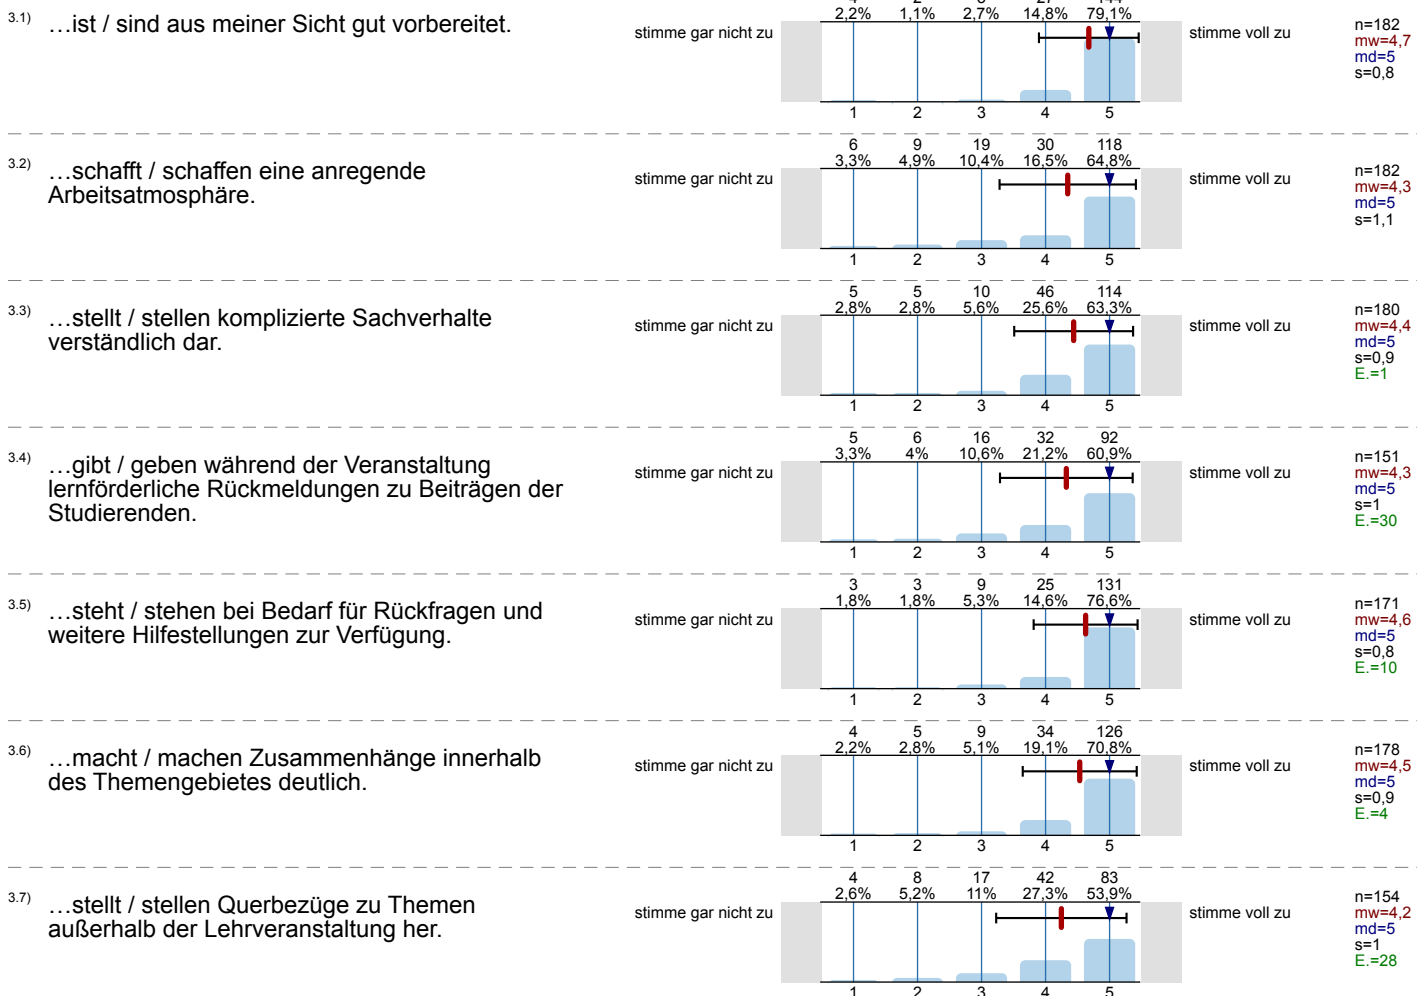 4 2 5 27 144
2,2% 1,1% 2,7% 14,8% 79,1%
3.1) …ist / sind aus meiner Sicht gut vorbereitet.
stimme gar nicht zu
stimme voll zu
n=182
mw=4,7
md=5
s=0,8
1 2 3 4 5
6 9 19 30 118
3,3% 4,9% 10,4% 16,5% 64,8%
3.2) …schafft / schaffen eine anregende
Arbeitsatmosphäre.
stimme gar nicht zu
stimme voll zu
n=182
mw=4,3
md=5
s=1,1
1 2 3 4 5
5 5 10 46 114
2,8% 2,8% 5,6% 25,6% 63,3%
3.3) …stellt / stellen komplizierte Sachverhalte
verständlich dar.
stimme gar nicht zu
stimme voll zu
n=180
mw=4,4
md=5
s=0,9
E.=1
1 2 3 4 5
5 6 16 32 92
3,3% 4% 10,6% 21,2% 60,9%
3.4) …gibt / geben während der Veranstaltung
lernförderliche Rückmeldungen zu Beiträgen der
Studierenden.
stimme gar nicht zu
stimme voll zu
n=151
mw=4,3
md=5
s=1
E.=30
1 2 3 4 5
3 3 9 25 131
1,8% 1,8% 5,3% 14,6% 76,6%
3.5) …steht / stehen bei Bedarf für Rückfragen und
weitere Hilfestellungen zur Verfügung.
stimme gar nicht zu
stimme voll zu
n=171
mw=4,6
md=5
s=0,8
E.=10
1 2 3 4 5
4 5 9 34 126
2,2% 2,8% 5,1% 19,1% 70,8%
3.6) …macht / machen Zusammenhänge innerhalb
des Themengebietes deutlich.
stimme gar nicht zu
stimme voll zu
n=178
mw=4,5
md=5
s=0,9
E.=4
1 2 3 4 5
4 8 17 42 83
2,6% 5,2% 11% 27,3% 53,9%
3.7) …stellt / stellen Querbezüge zu Themen
außerhalb der Lehrveranstaltung her.
stimme gar nicht zu
stimme voll zu
n=154
mw=4,2
md=5
s=1
E.=28
1 2 3 4 5